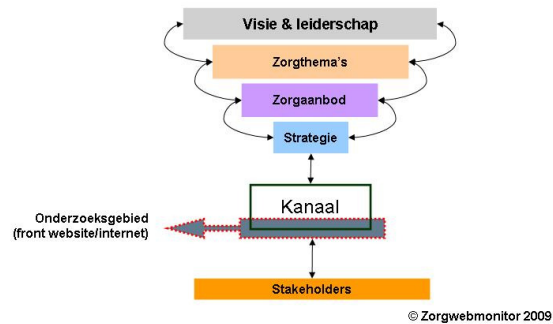 Visie & leiderschap
Zorgthema's
Zorgaanbod
Strategie
Kanaal
Onderzoeksgebied
(front website/internet)
Stakeholders
© Zorgwebmonitor 2009